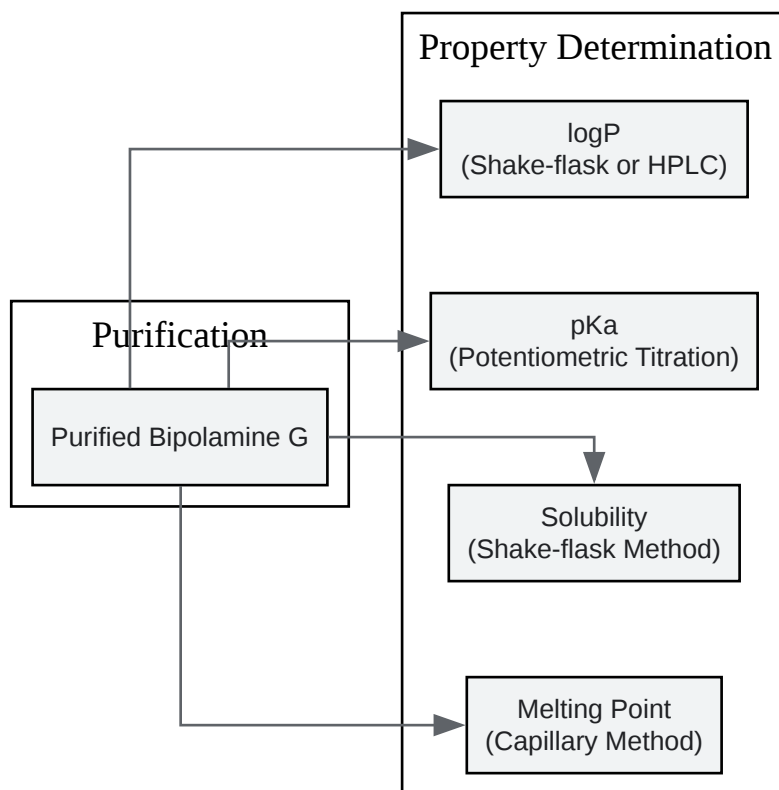 Property Determination
logP
(Shake-flask or HPLC)
Purification
pKa
(Potentiometric Titration)
Purified Bipolamine G
Solubility
(Shake-flask Method)
Melting Point
(Capillary Method)